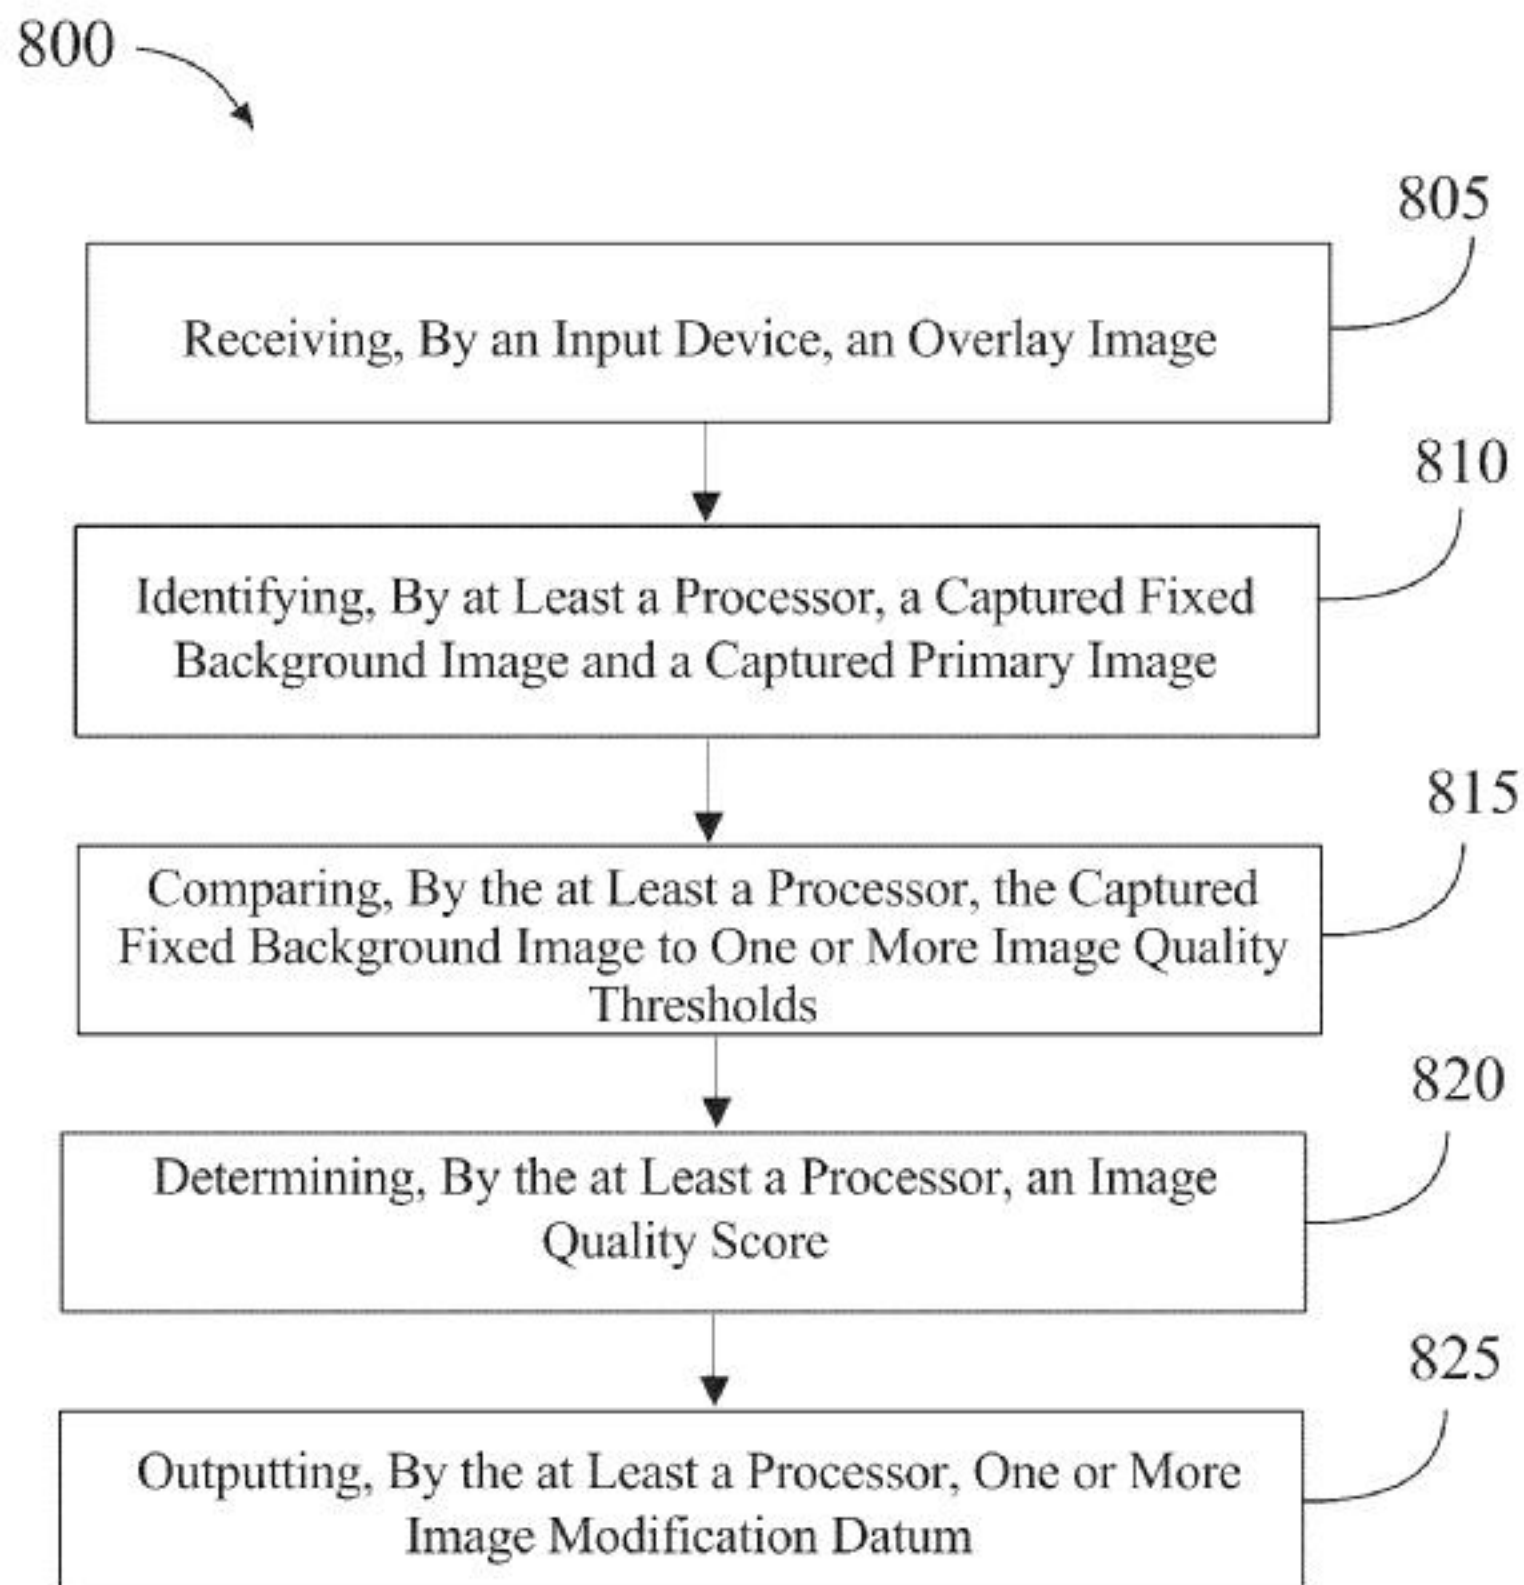 800
805
Receiving, By an Input Device, an Overlay Image
810
Identifying, By at Least a Processor, a Captured Fixed
Background Image and a Captured Primary Image
815
Comparing, By the at Least a Processor, the Captured
Fixed Background Image to One or More Image Quality
Thresholds
820
Determining, By the at Least a Processor, an Image
Quality Score
825
Outputting, By the at Least a Processor, One or More
Image Modification Datum